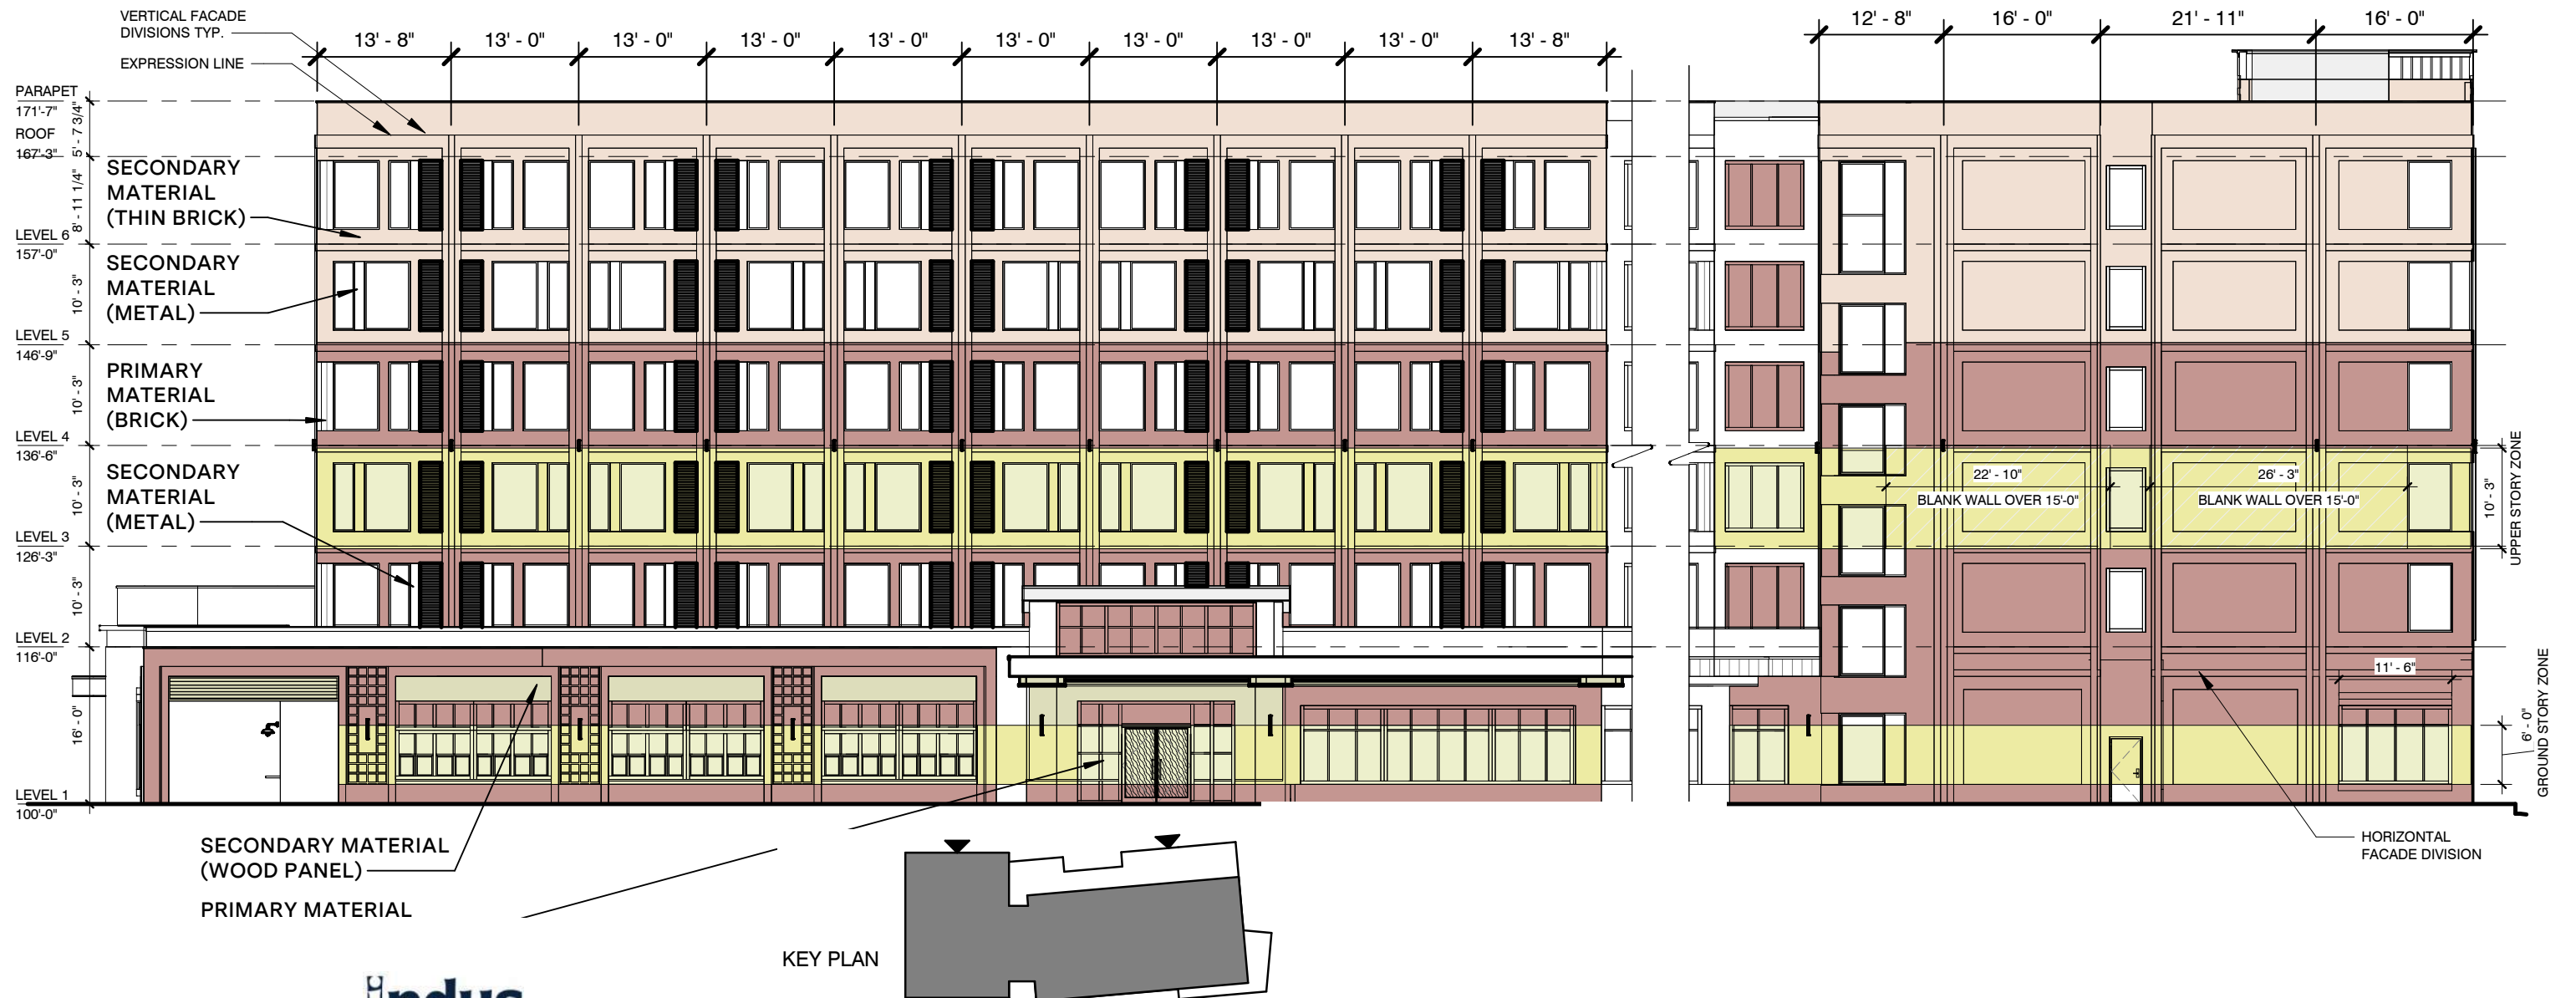 VERTICAL FACADE
DIVISIONS TYP.
EXPRESSION LINE
13' - 8"
13' - 0"
13' - 0"
13' - 0"
13' - 0"
13' - 0"
13' - 0"
13' - 0"
13' - 0"
13' - 8"
12' - 8"
16' - 0"
21' - 11"
16' - 0"
PARAPET
171'-7"
5' - 7 3/4"
ROOF
167'-3"
8' - 11 1/4"
SECONDARY
MATERIAL
(THIN BRICK)
LEVEL 6
157'-0"
10' - 3"
SECONDARY
MATERIAL
(METAL)
LEVEL 5
146'-9"
10' - 3"
PRIMARY
MATERIAL
(BRICK)
LEVEL 4
136'-6"
10' - 3"
SECONDARY
MATERIAL
(METAL)
LEVEL 3
126'-3"
10' - 3"
LEVEL 2
116'-0"
16' - 0"
LEVEL 1
100'-0"
22' - 10"
BLANK WALL OVER 15'-0"
26' - 3"
BLANK WALL OVER 15'-0"
10' - 3"
UPPER STORY ZONE
11' - 6"
6' - 0"
GROUND STORY ZONE
HORIZONTAL
FACADE DIVISION
SECONDARY MATERIAL
(WOOD PANEL)
PRIMARY MATERIAL
KEY PLAN
indus